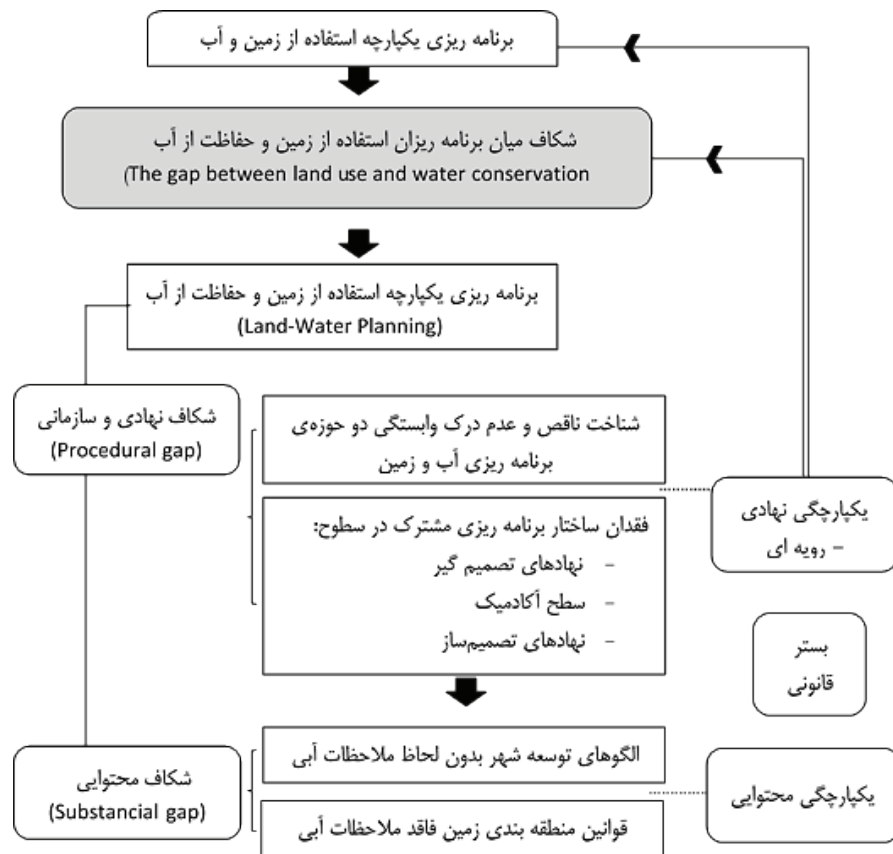 برنامه ریزی یکپارچه استفاده از زمین و آب
شکاف میان برنامه ریزان استفاده از زمین و حفاظت از آب
(The gap between land use and water conservation
برنامه ریزی یکپارچه استفاده از زمین و حفاظت از آب
(Land-Water Planning)
شکاف نهادی و سازمانی
(Procedural gap)
شناخت ناقص و عدم درک وابستگی دو حوزه‌ی
برنامه ریزی آب و زمین
فقدان ساختار برنامه ریزی مشترک در سطوح:
- نهادهای تصمیم گیر
- سطح آکادمیک
- نهادهای تصمیم‌ساز
یکپارچگی نهادی
– رویه ای
بستر
قانونی
شکاف محتوایی
(Substancial gap)
الگوهای توسعه شهر بدون لحاظ ملاحظات آبی
قوانین منطقه بندی زمین فاقد ملاحظات آبی
یکپارچگی محتوایی